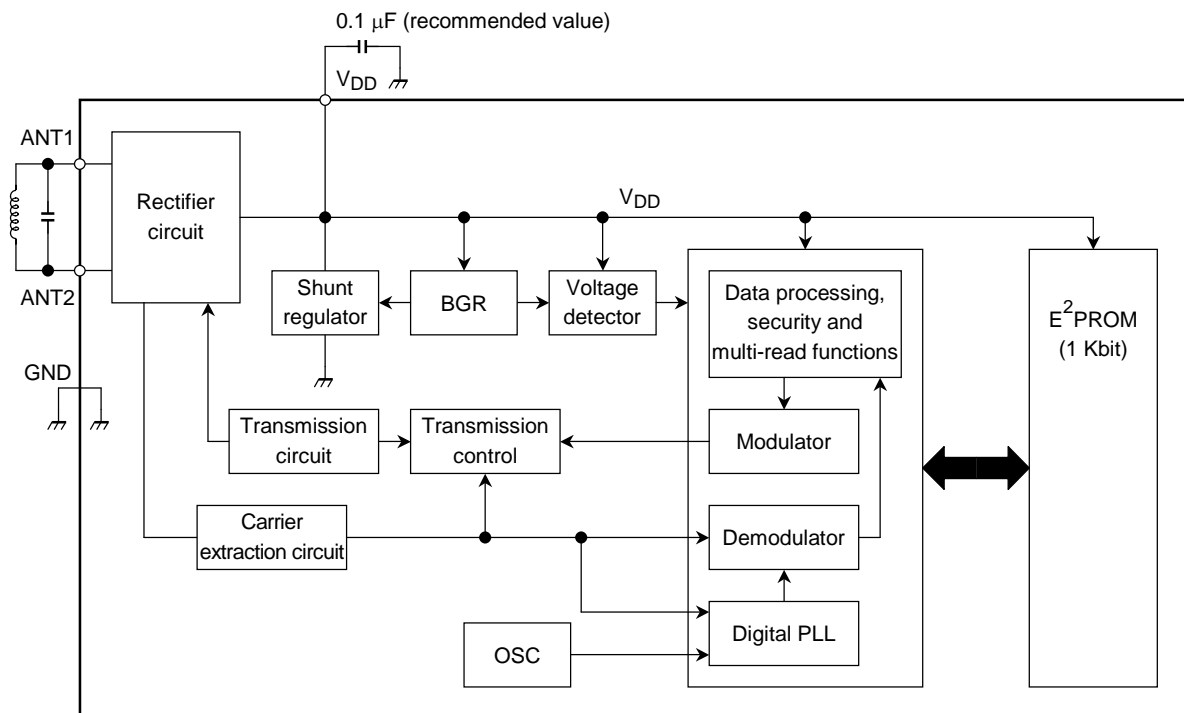 0.1 μF (recommended value)
VDD
ANT1
Rectifier
circuit
VDD
ANT2
Shunt
regulator
BGR
Voltage
detector
Data processing,
security and
multi-read functions
E2PROM
(1 Kbit)
GND
Transmission
circuit
Transmission
control
Modulator
Carrier
extraction circuit
Demodulator
OSC
Digital PLL